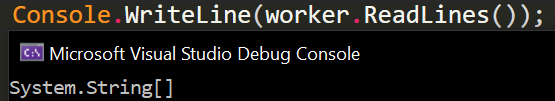 Console.WriteLine(worker.ReadLines());
C:\ Microsoft Visual Studio Debug Console
System.String[]